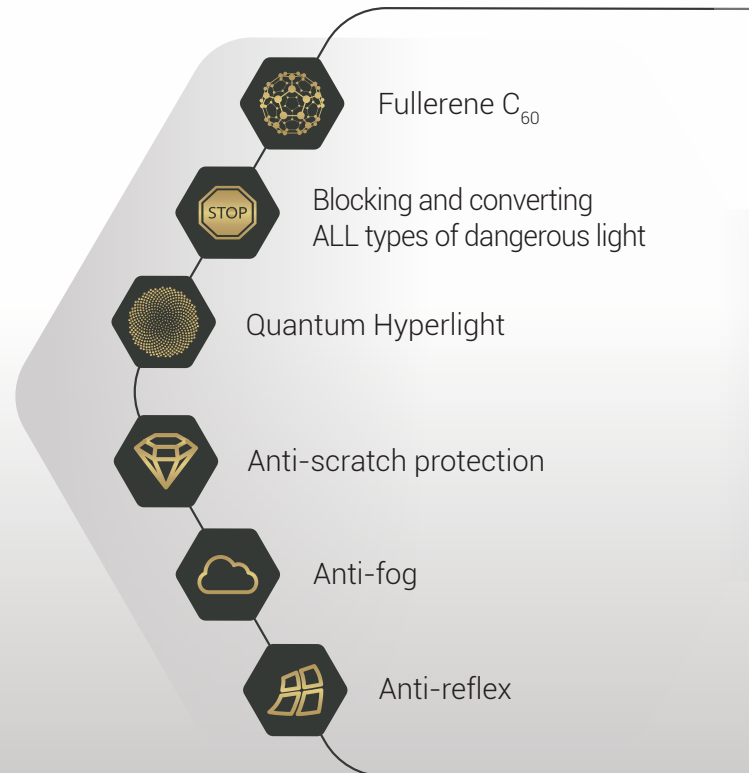 Fullerene C₆₀
STOP
Blocking and converting
ALL types of dangerous light
Quantum Hyperlight
Anti-scratch protection
Anti-fog
Anti-reflex